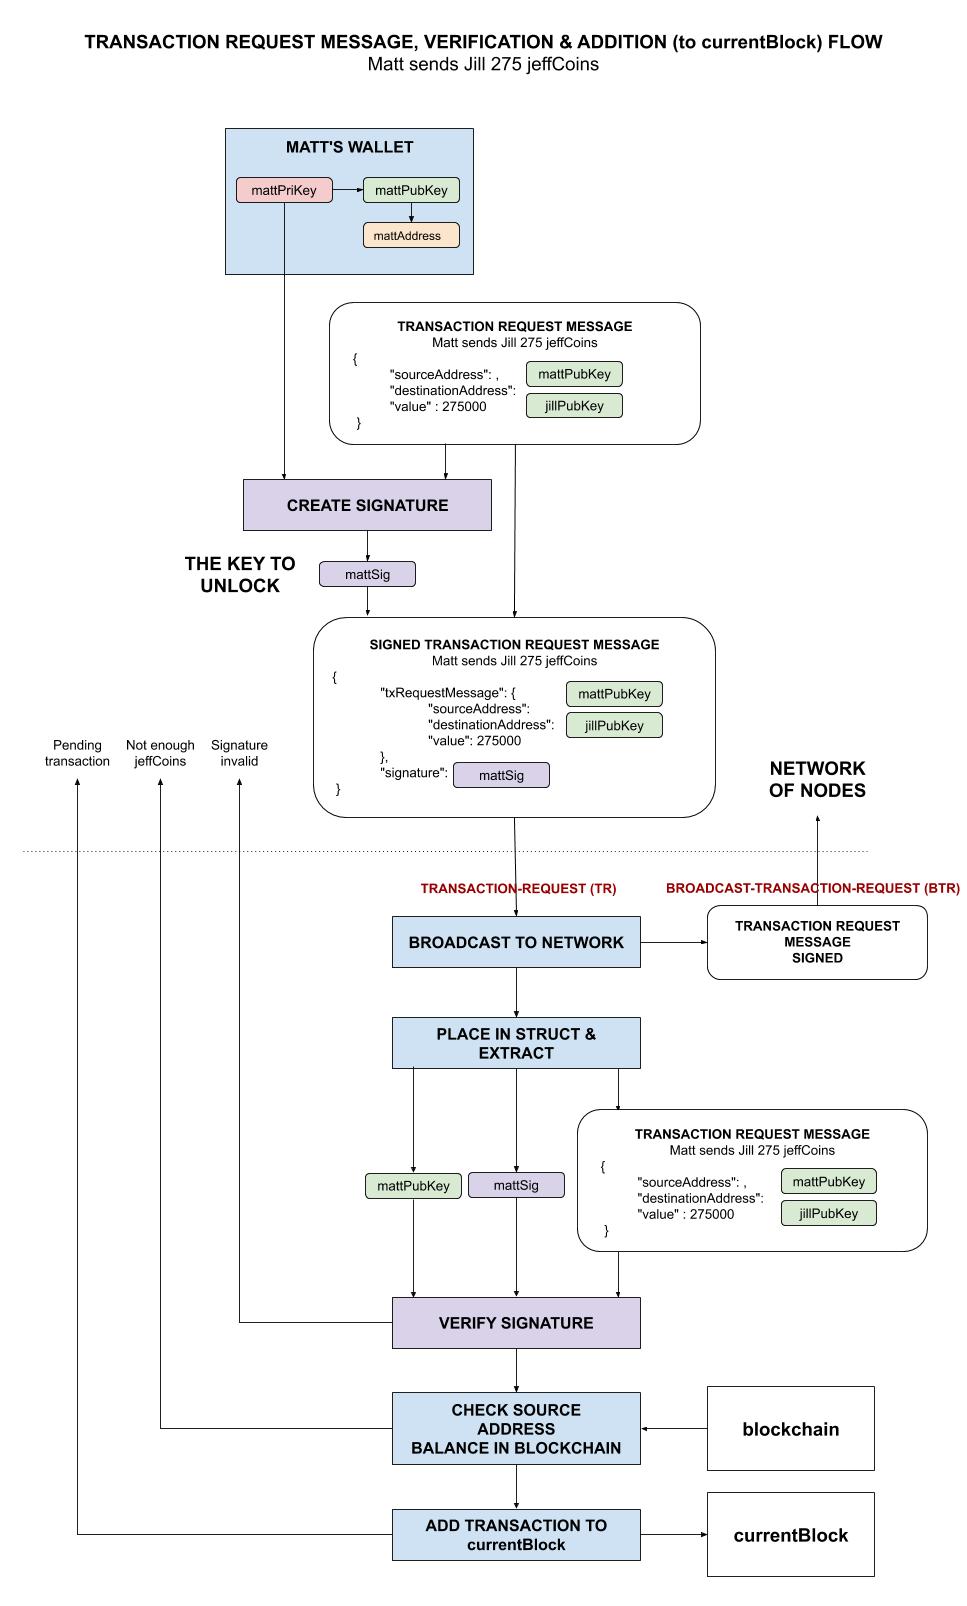 TRANSACTION REQUEST MESSAGE, VERIFICATION & ADDITION (to currentBlock) FLOW
Matt sends Jill 275 jeffCoins
MATT'S WALLET
mattPriKey
mattPubKey
mattAddress
TRANSACTION REQUEST MESSAGE
Matt sends Jill 275 jeffCoins
{
"sourceAddress": ,
mattPubKey
"destinationAddress":
"value" : 275000
jillPubKey
}
CREATE SIGNATURE
THE KEY TO
UNLOCK
mattSig
SIGNED TRANSACTION REQUEST MESSAGE
Matt sends Jill 275 jeffCoins
{
"txRequestMessage": {
mattPubKey
"sourceAddress":
"destinationAddress":
jillPubKey
"value": 275000
},
"signature":
mattSig
}
Pending
transaction
Not enough
jeffCoins
Signature
invalid
NETWORK
OF NODES
TRANSACTION-REQUEST (TR)
BROADCAST-TRANSACTION-REQUEST (BTR)
BROADCAST TO NETWORK
TRANSACTION REQUEST
MESSAGE
SIGNED
PLACE IN STRUCT &
EXTRACT
mattPubKey
mattSig
TRANSACTION REQUEST MESSAGE
Matt sends Jill 275 jeffCoins
{
"sourceAddress": ,
mattPubKey
"destinationAddress":
"value" : 275000
jillPubKey
}
VERIFY SIGNATURE
CHECK SOURCE
ADDRESS
BALANCE IN BLOCKCHAIN
blockchain
ADD TRANSACTION TO
currentBlock
currentBlock